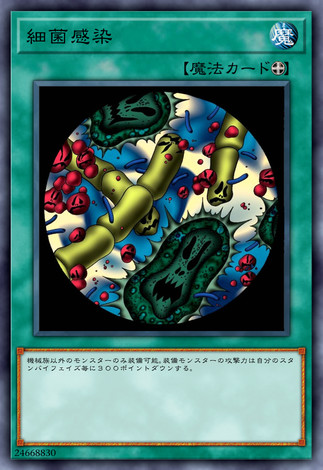 細菌感染
魔
【魔法カード】
機械族以外のモンスターのみ装備可能。装備モンスターの攻撃力は自分のスタ
ンバイフェイズ毎に３００ポイントダウンする。
24668830